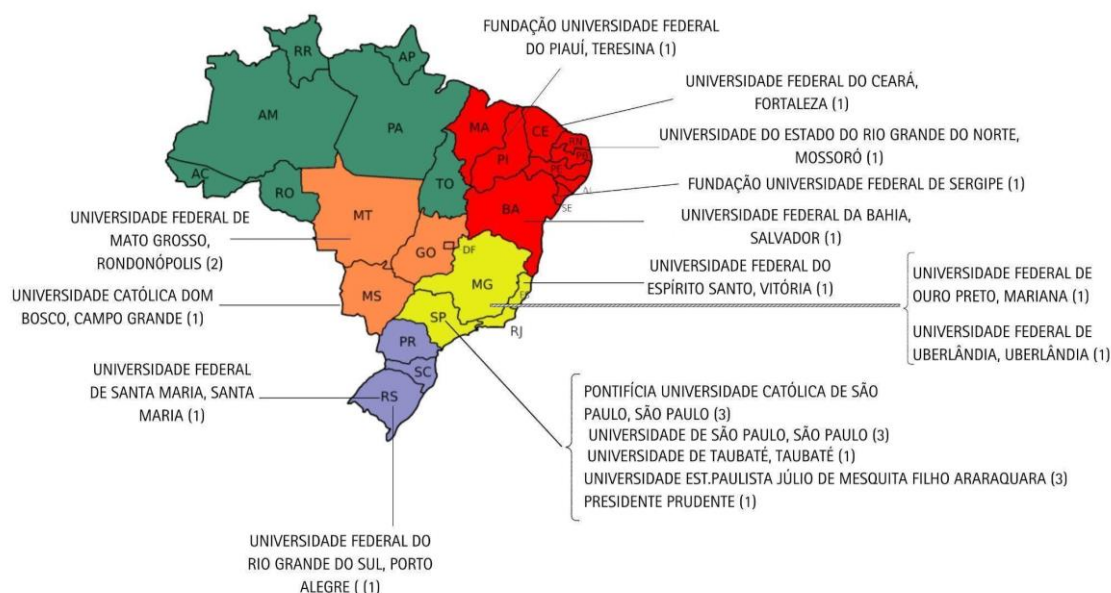 FUNDAÇÃO UNIVERSIDADE FEDERAL
DO PIAUÍ, TERESINA (1)
UNIVERSIDADE FEDERAL DO CEARÁ,
FORTALEZA (1)
UNIVERSIDADE DO ESTADO DO RIO GRANDE DO NORTE,
MOSSORÓ (1)
FUNDAÇÃO UNIVERSIDADE FEDERAL DE SERGIPE (1)
UNIVERSIDADE FEDERAL DA BAHIA,
SALVADOR (1)
UNIVERSIDADE FEDERAL DO
ESPÍRITO SANTO, VITÓRIA (1)
UNIVERSIDADE FEDERAL DE
OURO PRETO, MARIANA (1)
UNIVERSIDADE FEDERAL DE
UBERLÂNDIA, UBERLÂNDIA (1)
RR
AP
AM
PA
MA
CE
RN
PB
PI
PE
AL
AC
RO
TO
SE
BA
MT
GO
DF
MG
MS
ES
SP
RJ
PR
SC
RS
UNIVERSIDADE FEDERAL DE
MATO GROSSO,
RONDONÓPOLIS (2)
UNIVERSIDADE CATÓLICA DOM
BOSCO, CAMPO GRANDE (1)
UNIVERSIDADE FEDERAL
DE SANTA MARIA, SANTA
MARIA (1)
PONTIFÍCIA UNIVERSIDADE CATÓLICA DE SÃO
PAULO, SÃO PAULO (3)
UNIVERSIDADE DE SÃO PAULO, SÃO PAULO (3)
UNIVERSIDADE DE TAUBATÉ, TAUBATÉ (1)
UNIVERSIDADE EST.PAULISTA JÚLIO DE MESQUITA FILHO ARARAQUARA (3)
PRESIDENTE PRUDENTE (1)
UNIVERSIDADE FEDERAL DO
RIO GRANDE DO SUL, PORTO
ALEGRE ( (1)